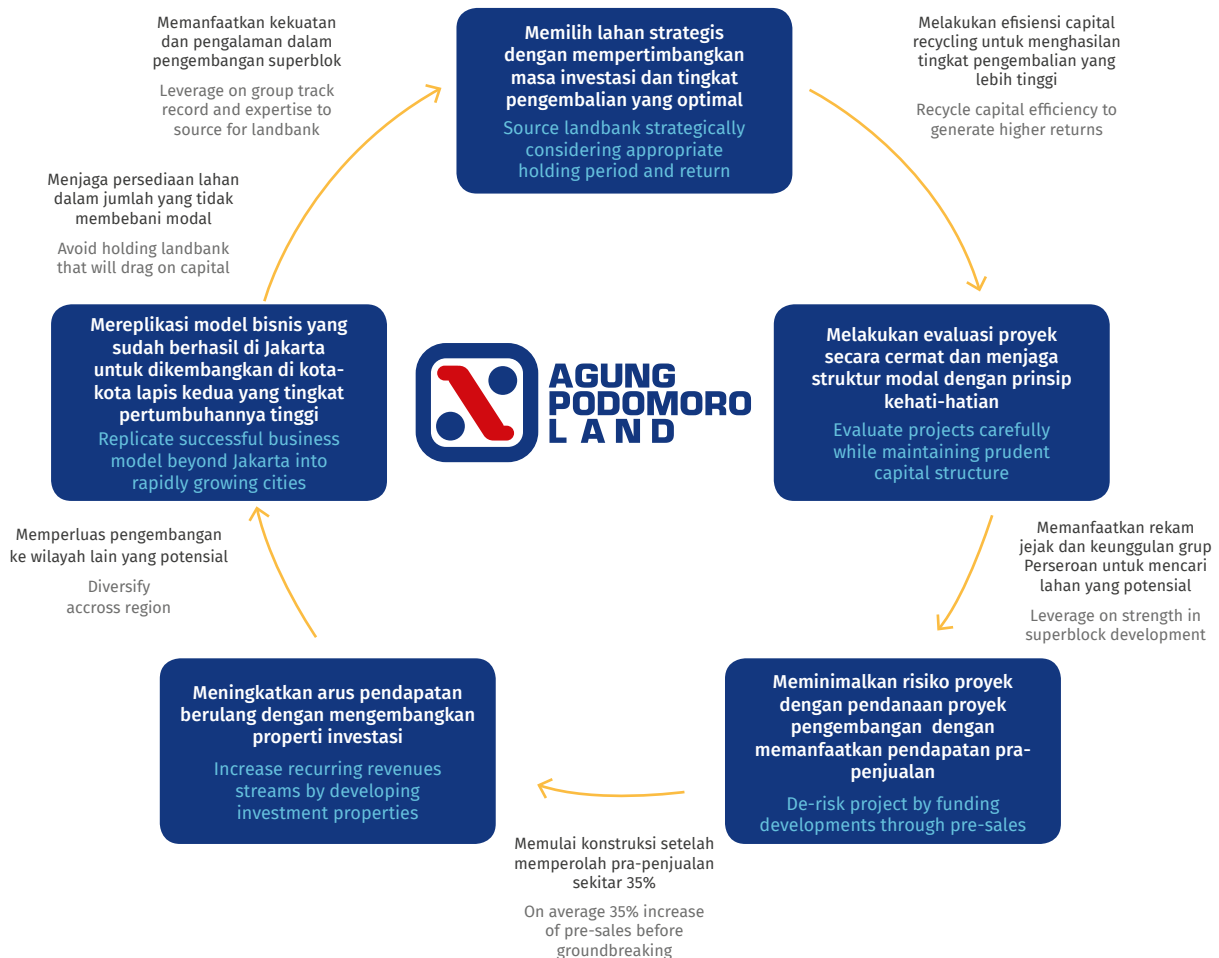 Memanfaatkan kekuatan
dan pengalaman dalam
pengembangan superblok
Leverage on group track
record and expertise to
source for landbank
Memilih lahan strategis
dengan mempertimbangkan
masa investasi dan tingkat
pengembalian yang optimal
Source landbank strategically
considering appropriate
holding period and return
Melakukan efisiensi capital
recycling untuk menghasilan
tingkat pengembalian yang
lebih tinggi
Recycle capital efficiency to
generate higher returns
Menjaga persediaan lahan
dalam jumlah yang tidak
membebani modal
Avoid holding landbank
that will drag on capital
Mereplikasi model bisnis yang
sudah berhasil di Jakarta
untuk dikembangkan di kota-
kota lapis kedua yang tingkat
pertumbuhannya tinggi
Replicate successful business
model beyond Jakarta into
rapidly growing cities
AGUNG
PODOMORO
LAND
Melakukan evaluasi proyek
secara cermat dan menjaga
struktur modal dengan prinsip
kehati-hatian
Evaluate projects carefully
while maintaining prudent
capital structure
Memperluas pengembangan
ke wilayah lain yang potensial
Diversify
accross region
Memanfaatkan rekam
jejak dan keunggulan grup
Perseroan untuk mencari
lahan yang potensial
Leverage on strength in
superblock development
Meningkatkan arus pendapatan
berulang dengan mengembangkan
properti investasi
Increase recurring revenues
streams by developing
investment properties
Meminimalkan risiko proyek
dengan pendanaan proyek
pengembangan dengan
memanfaatkan pendapatan pra-
penjualan
De-risk project by funding
developments through pre-sales
Memulai konstruksi setelah
memperolah pra-penjualan
sekitar 35%
On average 35% increase
of pre-sales before
groundbreaking